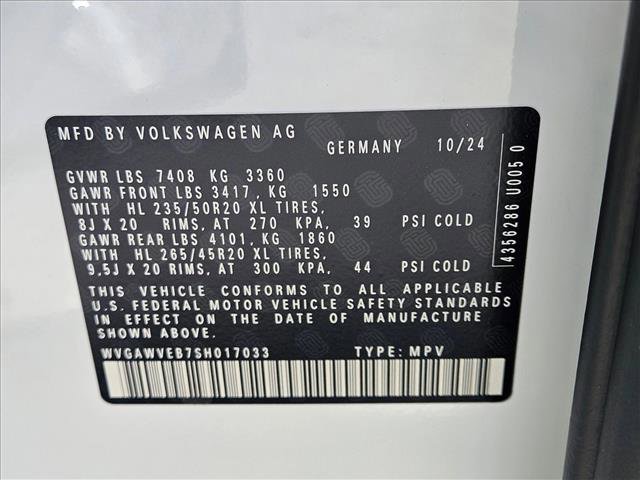 MFD BY VOLKSWAGEN AG
GERMANY 10/24
GVWR LBS 7408 KG 3360
GAWR FRONT LBS 3417, KG 1550
WITH HL 235/50R20 XL TIRES,
8J X 20 RIMS, AT 270 KPA, 39 PSI COLD
GAWR REAR LBS 4101, KG 1860
WITH HL 265/45R20 XL TIRES,
9,5J X 20 RIMS, AT 300 KPA, 44 PSI COLD
THIS VEHICLE CONFORMS TO ALL APPLICABLE
U.S. FEDERAL MOTOR VEHICLE SAFETY STANDARDS
IN EFFECT ON THE DATE OF MANUFACTURE
SHOWN ABOVE
WVGAWVEB7SH017033 TYPE: MPV
4356286 U005 0